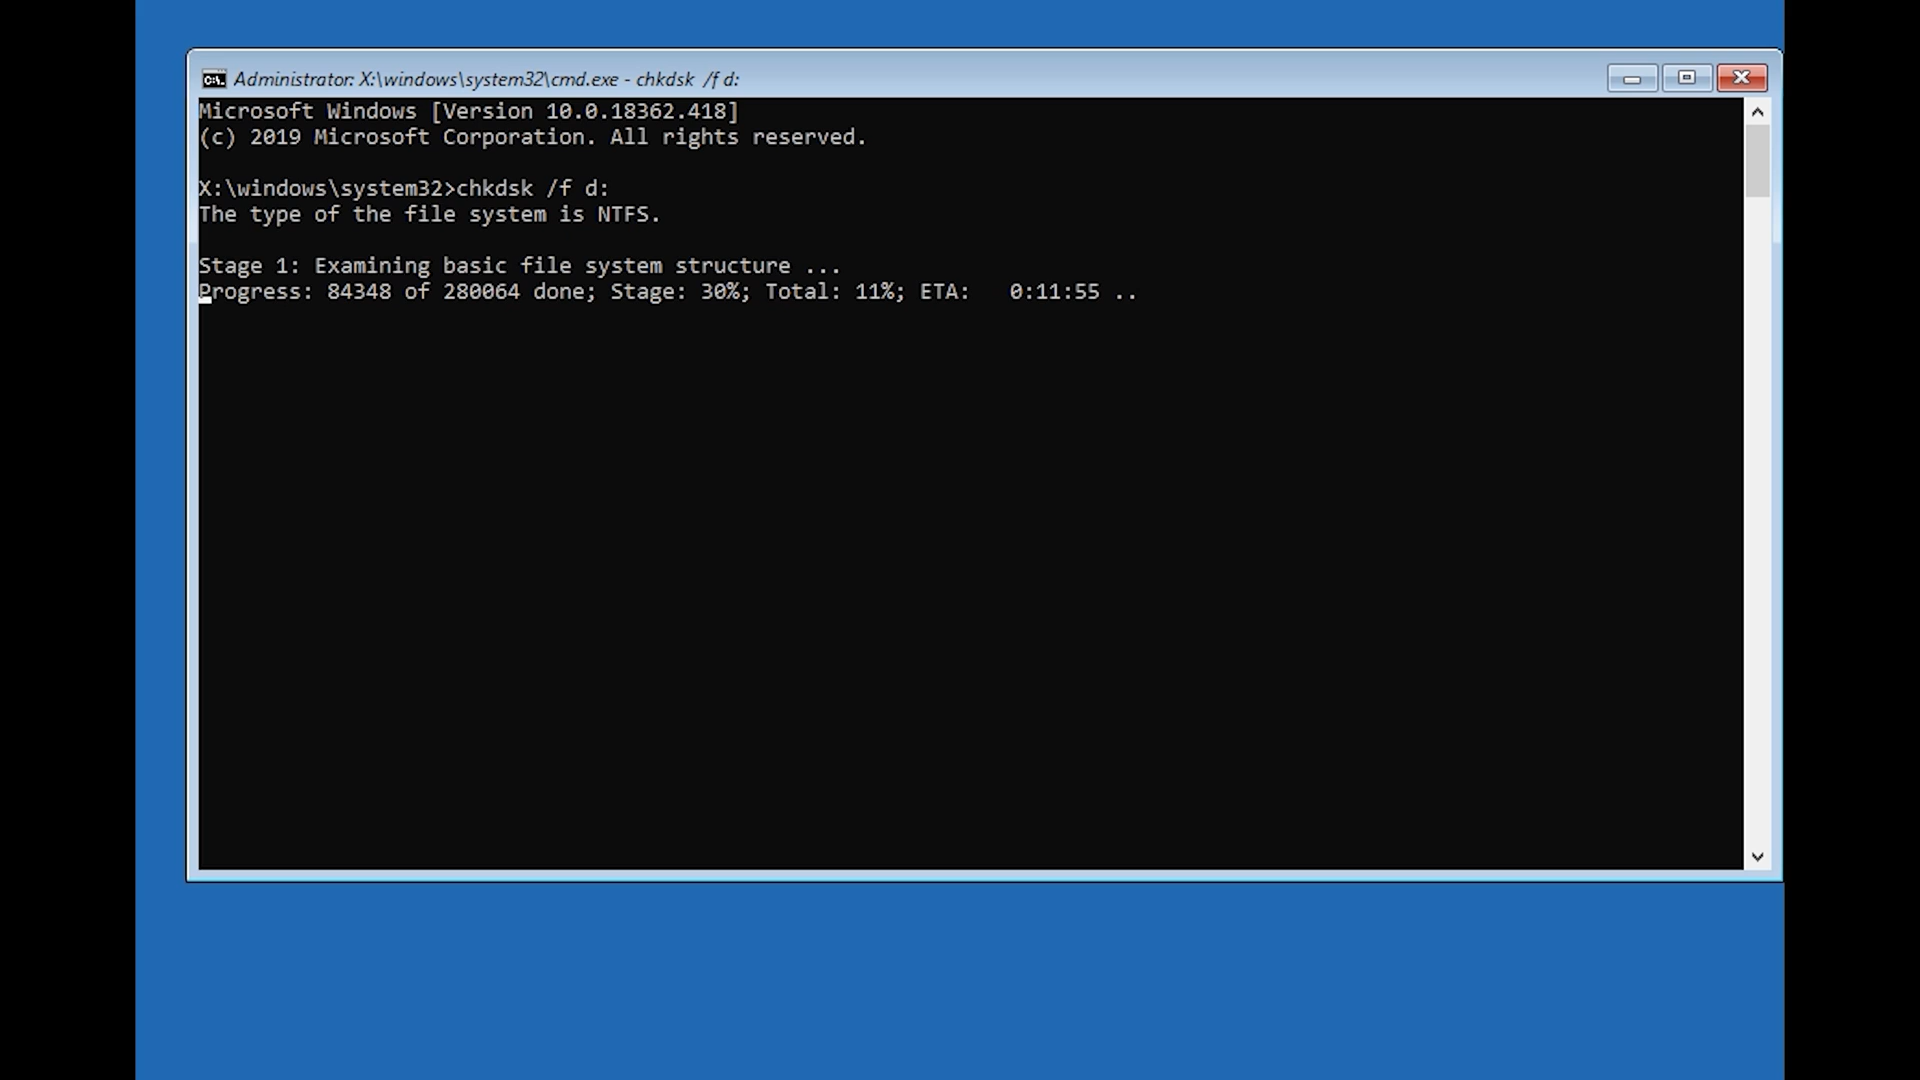 Administrator: X:\windows\system32\cmd.exe - chkdsk /f d:
Microsoft Windows [Version 10.0.18362.418]
(c) 2019 Microsoft Corporation. All rights reserved.
X:\windows\system32>chkdsk /f d:
The type of the file system is NTFS.
Stage 1: Examining basic file system structure ...
Progress: 84348 of 280064 done; Stage: 30%; Total: 11%; ETA:   0:11:55 ..